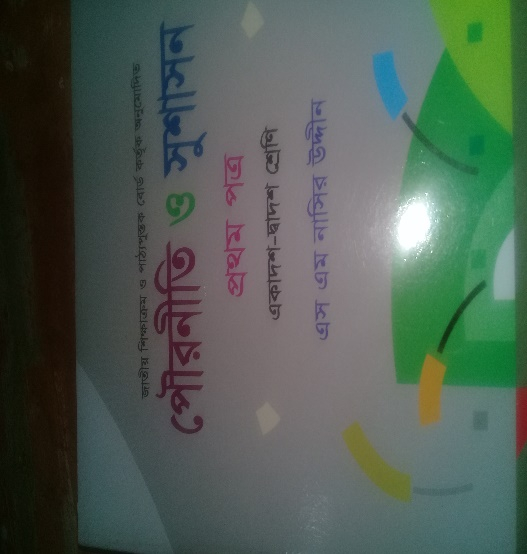 জাতীয় শিক্ষাক্রম ও পাঠ্যপুস্তক বোর্ড কর্তৃক অনুমোদিত
পৌরনীতি ও সুশাসন
প্রথম পত্র
একাদশ-দ্বাদশ শ্রেণি
এস এম নাসির উদ্দীন